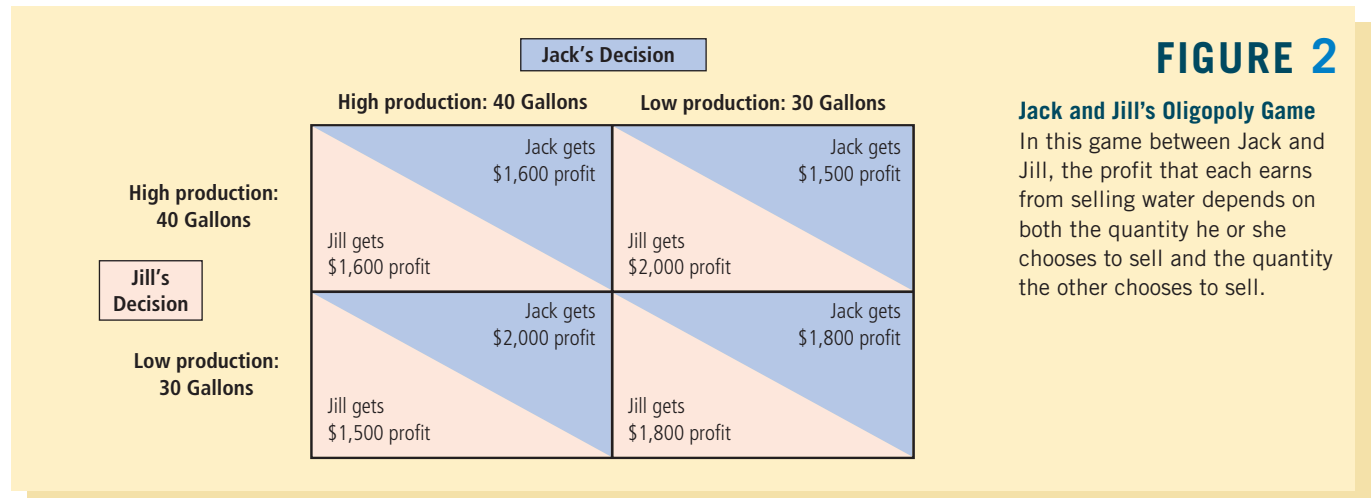 Jack's Decision
High production: 40 Gallons
Low production: 30 Gallons
High production:
40 Gallons
Jill's
Decision
Low production:
30 Gallons
Jack gets
$1,600 profit
Jill gets
$1,600 profit
Jack gets
$1,500 profit
Jill gets
$2,000 profit
Jack gets
$2,000 profit
Jill gets
$1,500 profit
Jack gets
$1,800 profit
Jill gets
$1,800 profit
FIGURE 2
Jack and Jill's Oligopoly Game
In this game between Jack and
Jill, the profit that each earns
from selling water depends on
both the quantity he or she
chooses to sell and the quantity
the other chooses to sell.